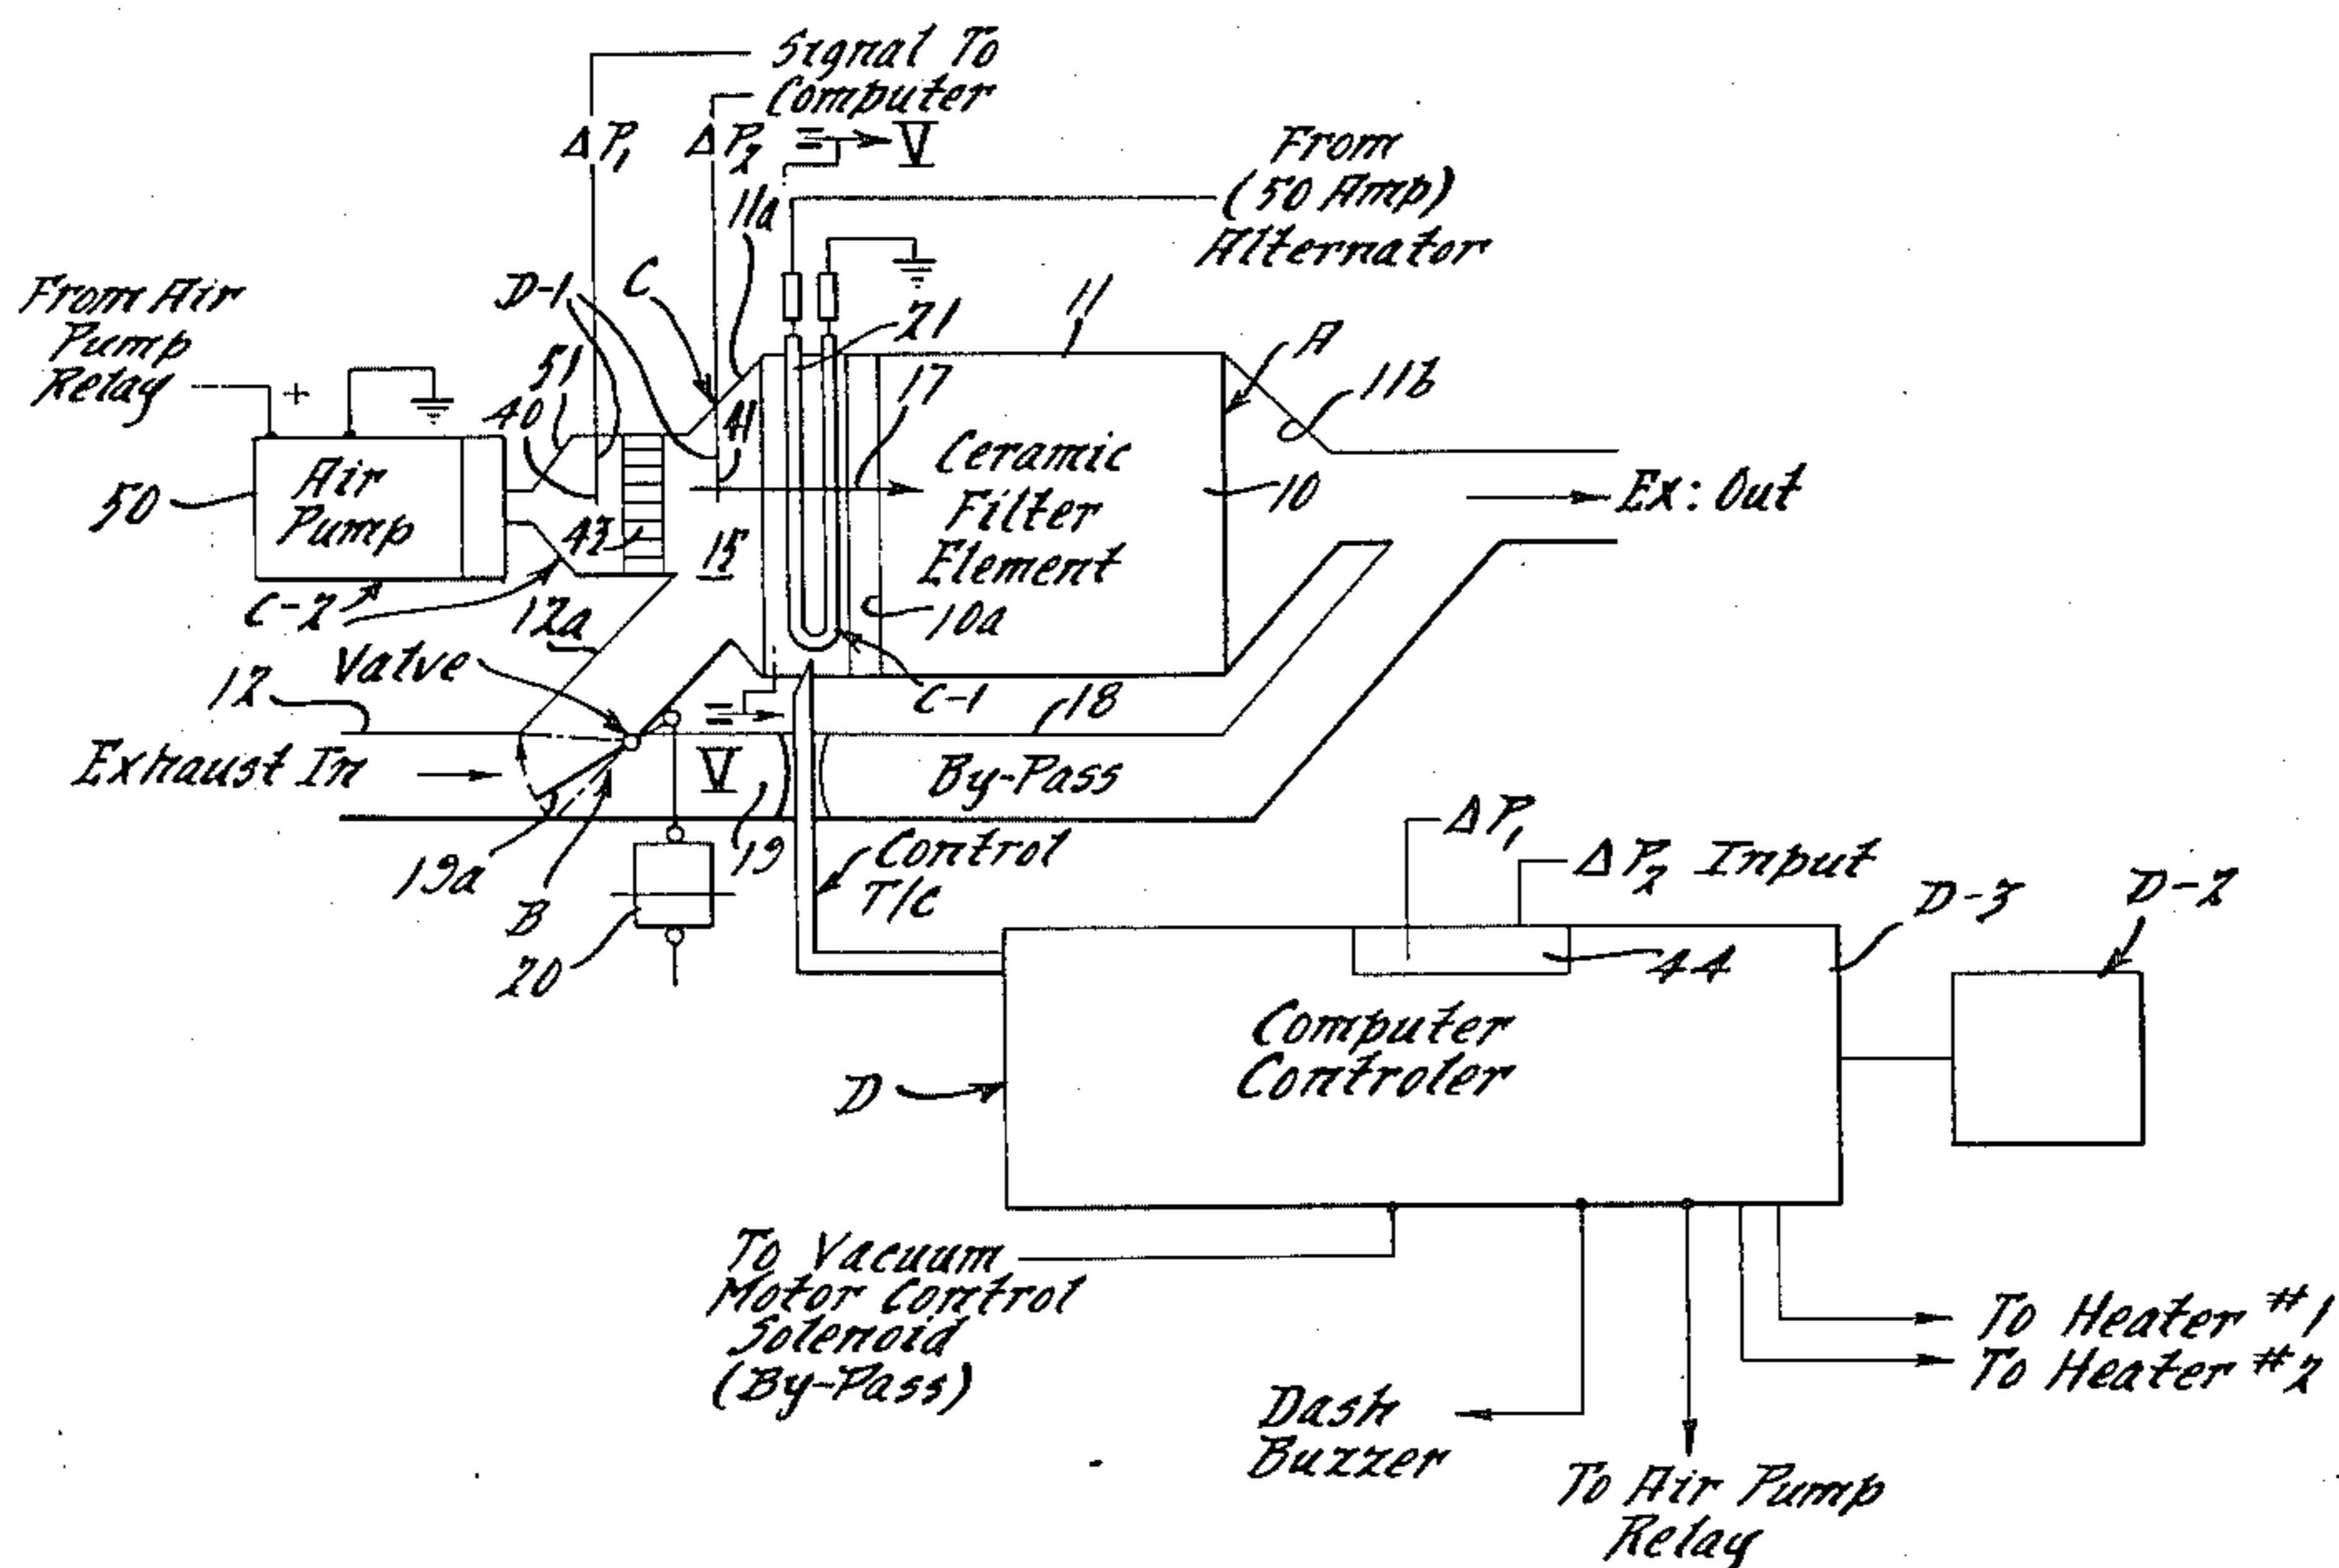 Signal To
Computer
ΔP1
ΔP2
V
11a
From
(50 Amp)
Alternator
From Air
Pump
Relay
+
D-1
C
21
11
A
11b
51
40
41
17
50
Air
Pump
43
15
Ceramic
Filter
Element
10
Ex: Out
C-2
12a
10a
Valve
12
C-1
18
Exhaust In
V
By-Pass
19a
B
20
19
Control
T/C
ΔP1
ΔP2 Input
D-3
D-2
44
Computer
Controler
D
To Vacuum
Motor Control
Solenoid
(By-Pass)
Dash
Buzzer
To Air Pump
Relay
To Heater #1
To Heater #2